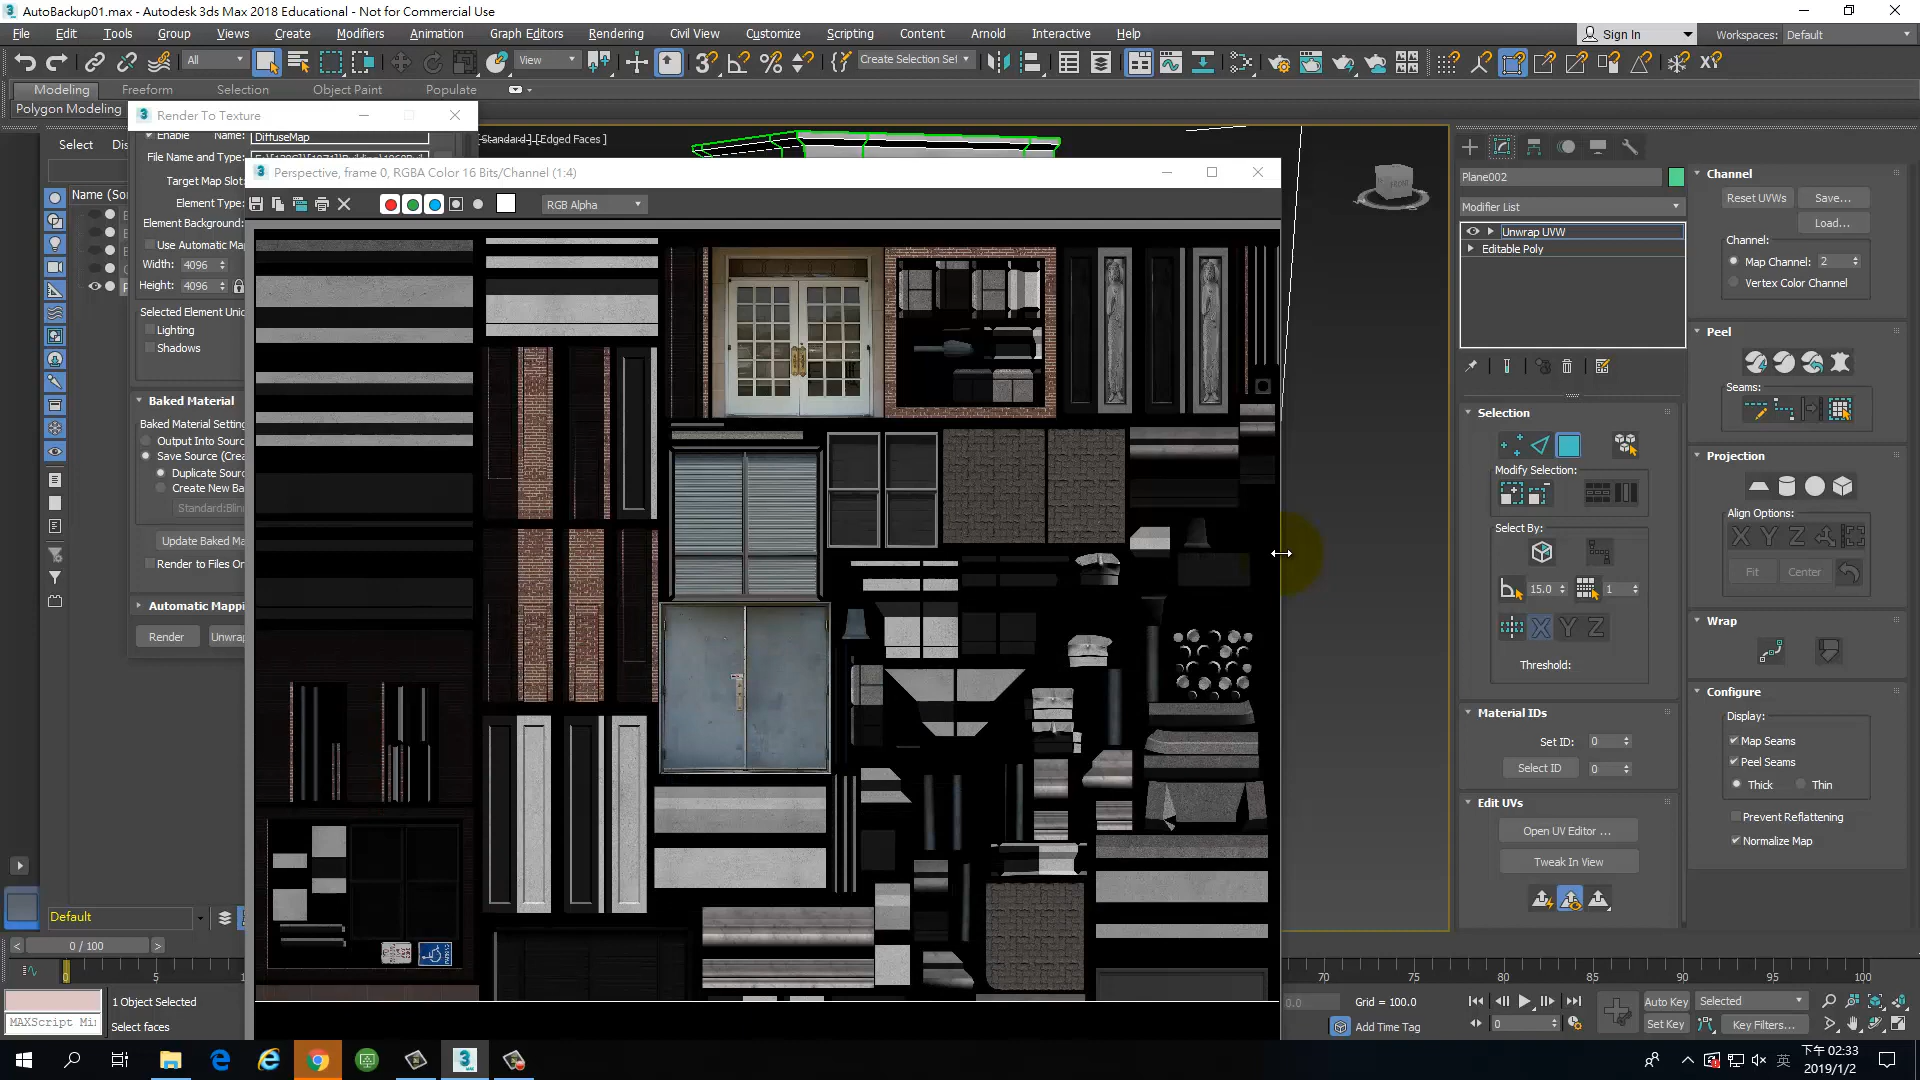 AutoBackup01.max - Autodesk 3ds Max 2018 Educational - Not for Commercial Use
File Edit Tools Group Views Create Modifiers Animation Graph Editors Rendering Civil View Customize Scripting Content Arnold Interactive Help
Sign In
Workspaces: Default
All
View
Create Selection Set
Modeling Freeform Selection Object Paint Populate
Polygon Modeling
Render To Texture
Enable Name: DiffuseMap
[Standard ] [Edged Faces ]
Select
File Name and Type:
Target Map Slot:
Element Type:
Element Background:
Use Automatic Ma
Width: 4096
Height: 4096
Selected Element Uni
Lighting
Shadows
Baked Material
Baked Material Setting
Output Into Sourc
Save Source (Crea
Duplicate Sourc
Create New Ba
Standard:Blin
Update Baked Ma
Render to Files On
Automatic Mappi
Render
Unwrap
Name (So
Perspective, frame 0, RGBA Color 16 Bits/Channel (1:4)
RGB Alpha
FRONT
Plane002
Modifier List
Unwrap UVW
Editable Poly
Selection
Modify Selection:
Select By:
15.0
1
X Y Z
Threshold:
Material IDs
Set ID: 0
Select ID 0
Edit UVs
Open UV Editor ...
Tweak In View
Channel
Reset UVWs Save...
Load...
Channel:
Map Channel: 2
Vertex Color Channel
Peel
Seams:
Projection
Align Options:
X Y Z
Fit Center
Wrap
Configure
Display:
Map Seams
Peel Seams
Thick Thin
Prevent Reflattening
Normalize Map
Default
0 / 100
0 5
70 75 80 85 90 95 100
1 Object Selected
MAXScript Mi
Select faces
0.0
Grid = 100.0
Add Time Tag
Auto Key Selected
0
Set Key Key Filters...
英
下午 02:33
2019/1/2